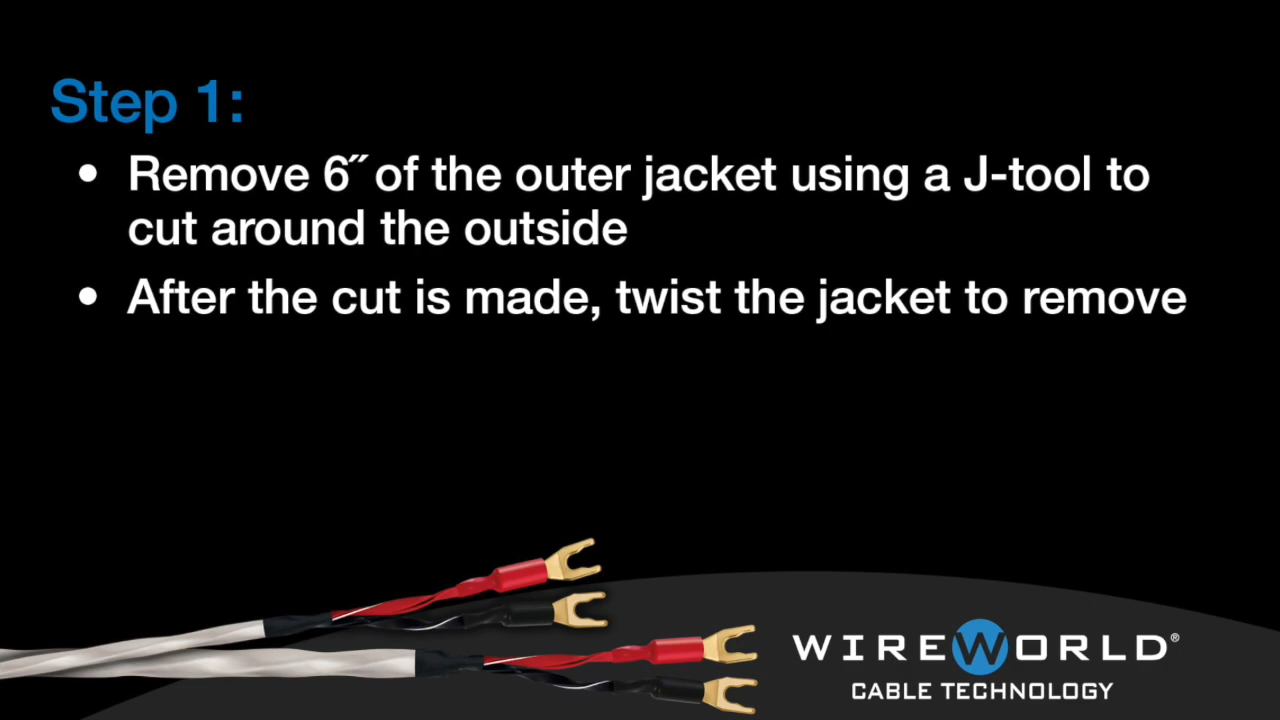 Step 1:
• Remove 6˝ of the outer jacket using a J-tool to
cut around the outside
• After the cut is made, twist the jacket to remove
WIREWORLD®
CABLE TECHNOLOGY